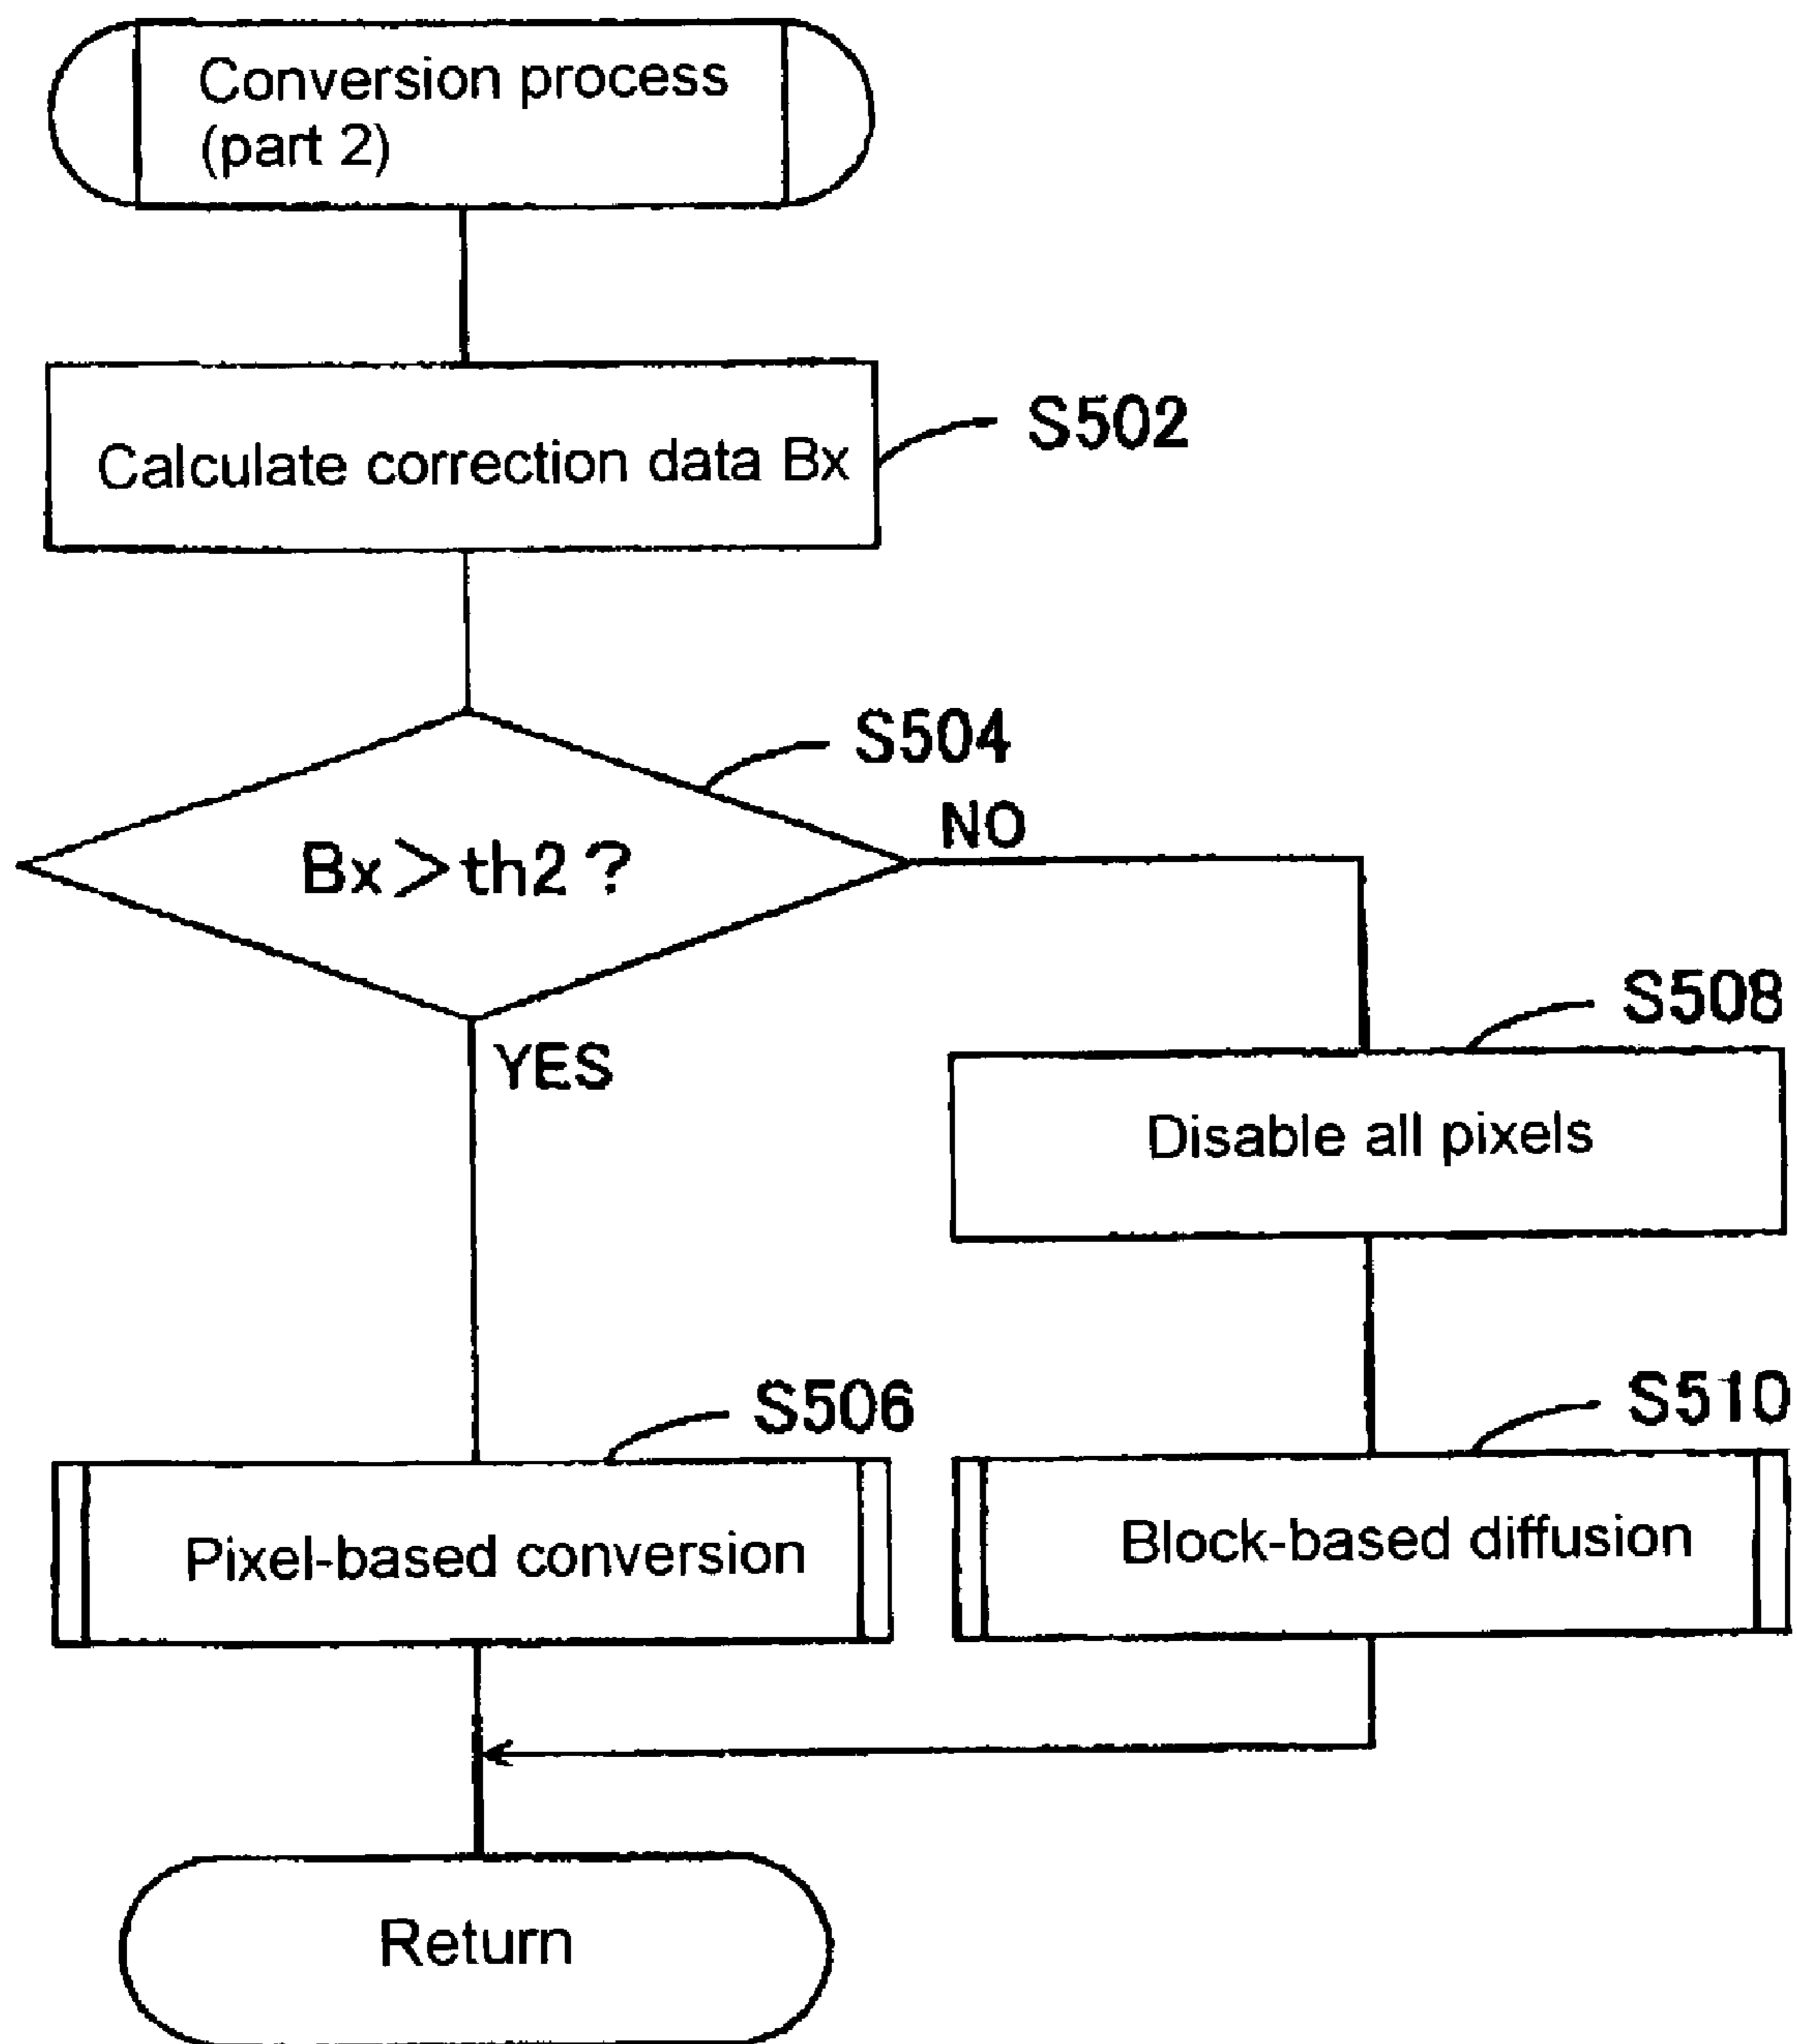 Conversion process
(part 2)
Calculate correction data Bx
S502
S504
Bx>th2?
NO
YES
S508
Disable all pixels
S506
S510
Pixel-based conversion
Block-based diffusion
Return